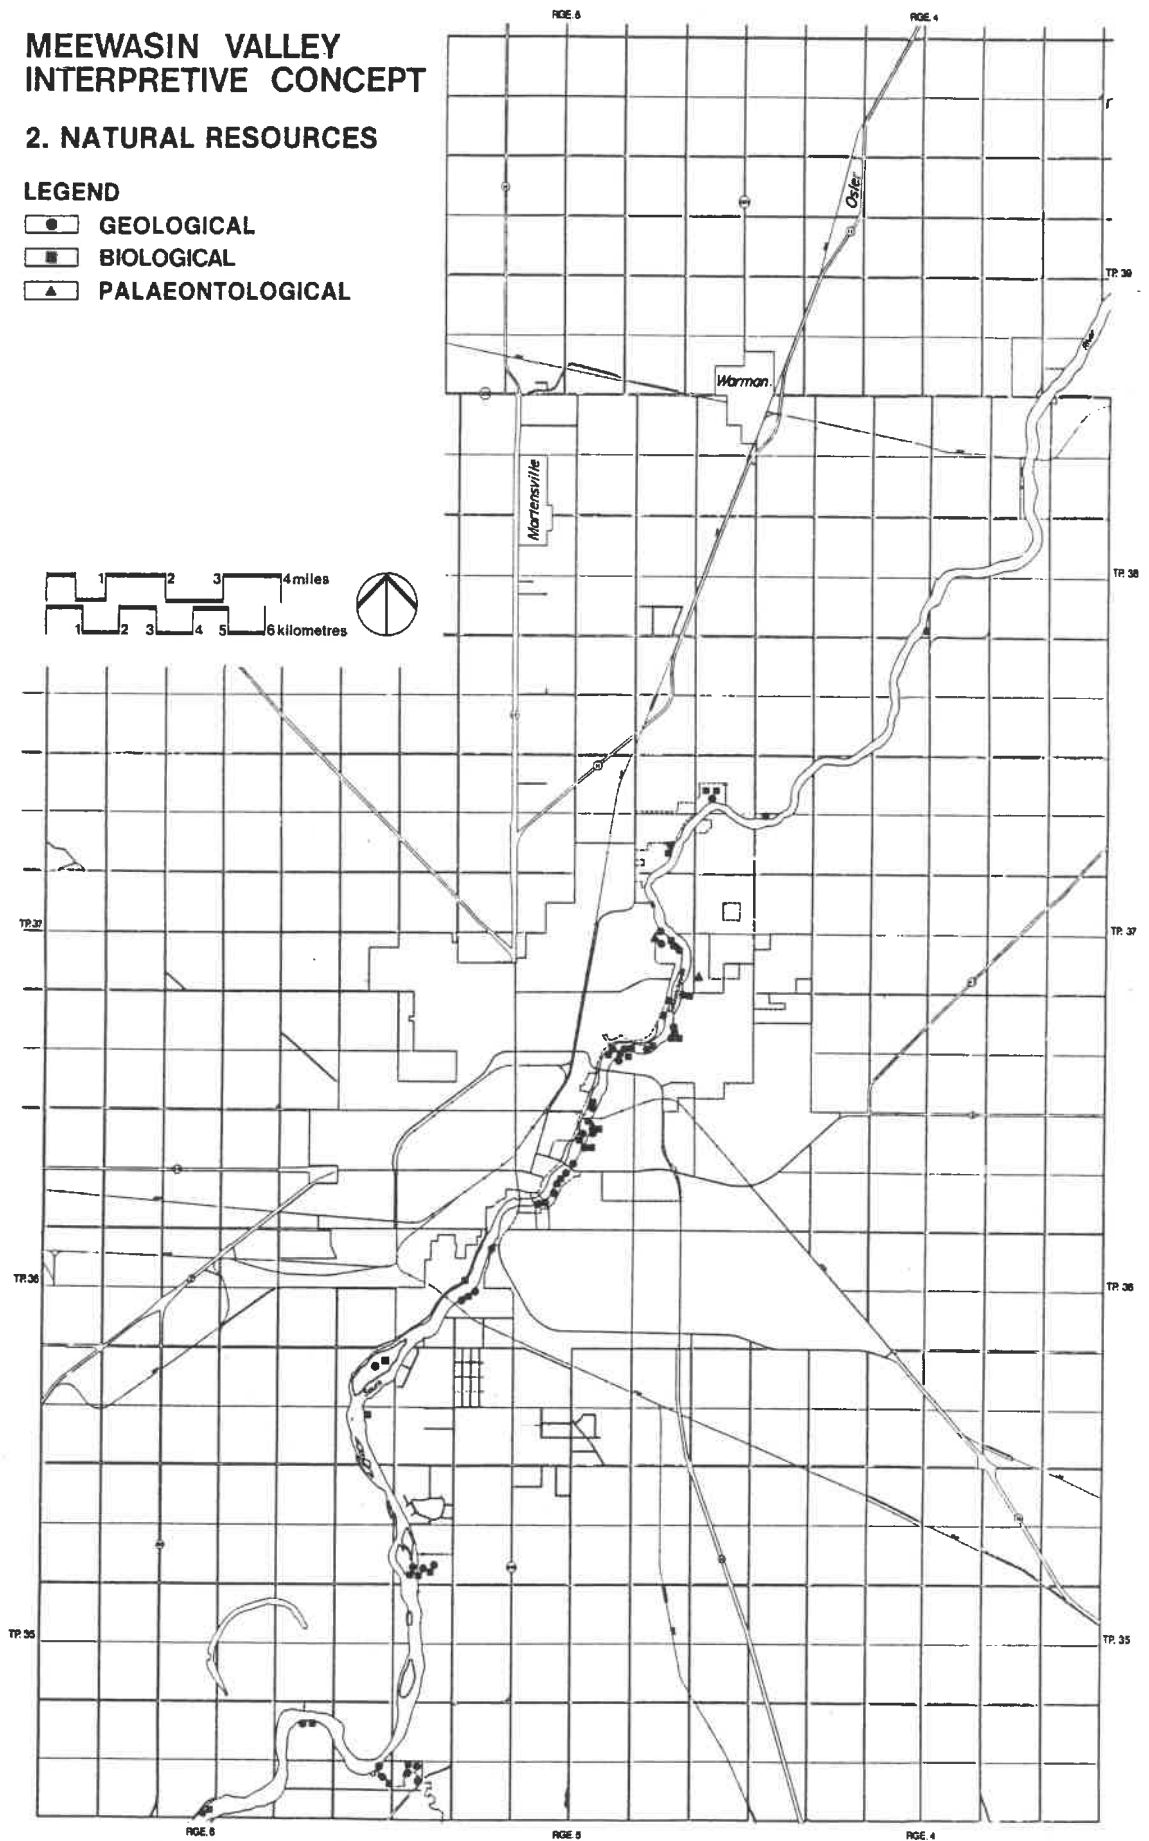 RGE. 5
RGE. 4
MEEWASIN VALLEY
INTERPRETIVE CONCEPT
2. NATURAL RESOURCES
LEGEND
GEOLOGICAL
BIOLOGICAL
PALAEONTOLOGICAL
Osler
TP. 39
River
Warman
Martensville
1 2 3 4 miles
1 2 3 4 5 6 kilometres
TP. 38
TP. 37
TP. 37
TP. 36
TP. 36
TP. 35
TP. 35
RGE. 6
RGE. 5
RGE. 4